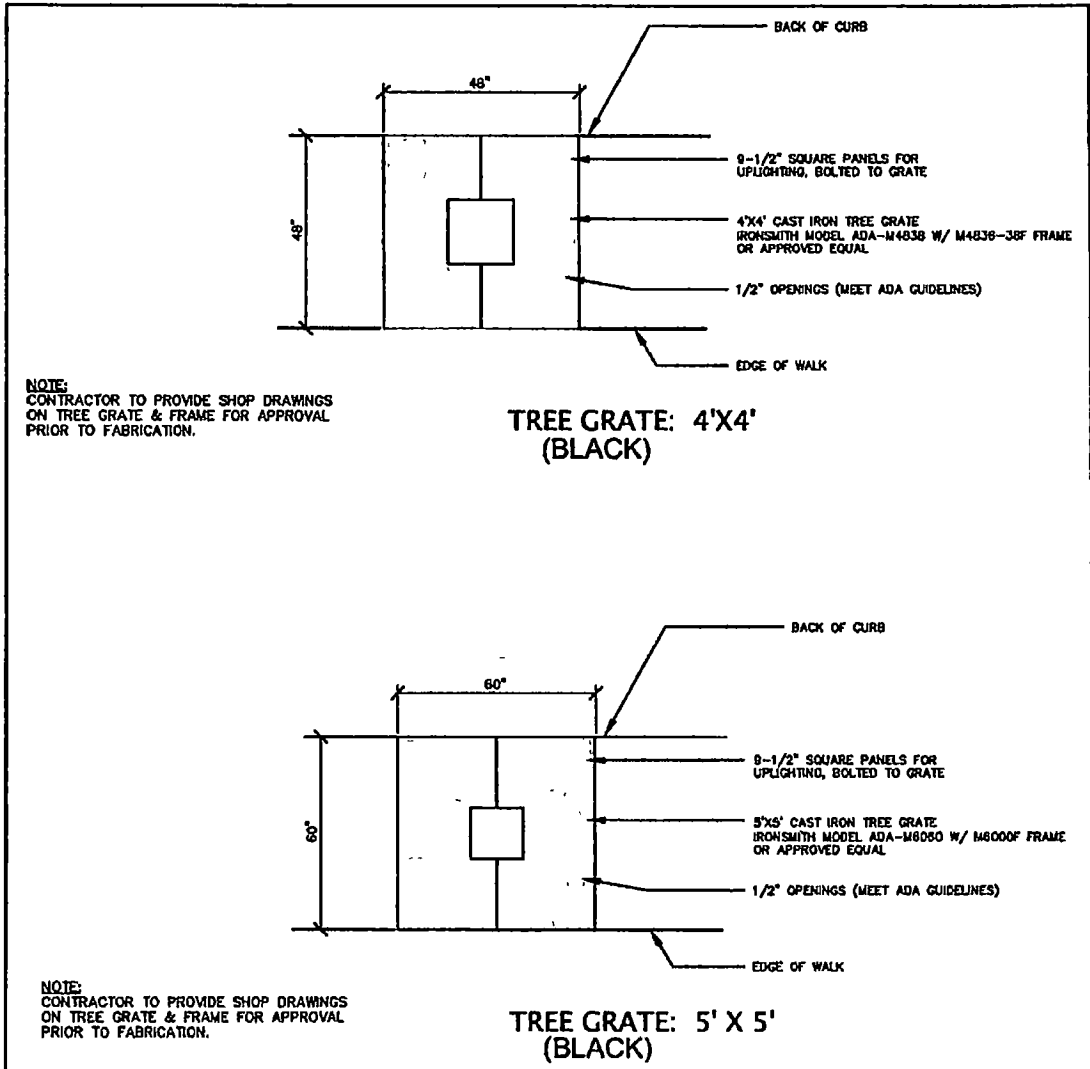 BACK OF CURB
48"
48"
9-1/2" SQUARE PANELS FOR
UPLIGHTING, BOLTED TO GRATE
4'X4' CAST IRON TREE GRATE
IRONSMITH MODEL ADA-M4838 W/ M4836-38F FRAME
OR APPROVED EQUAL
1/2" OPENINGS (MEET ADA GUIDELINES)
EDGE OF WALK
NOTE:
CONTRACTOR TO PROVIDE SHOP DRAWINGS
ON TREE GRATE & FRAME FOR APPROVAL
PRIOR TO FABRICATION.
TREE GRATE: 4'X4'
(BLACK)
BACK OF CURB
60"
60"
9-1/2" SQUARE PANELS FOR
UPLIGHTING, BOLTED TO GRATE
5'X5' CAST IRON TREE GRATE
IRONSMITH MODEL ADA-M6060 W/ M6000F FRAME
OR APPROVED EQUAL
1/2" OPENINGS (MEET ADA GUIDELINES)
EDGE OF WALK
NOTE:
CONTRACTOR TO PROVIDE SHOP DRAWINGS
ON TREE GRATE & FRAME FOR APPROVAL
PRIOR TO FABRICATION.
TREE GRATE: 5' X 5'
(BLACK)